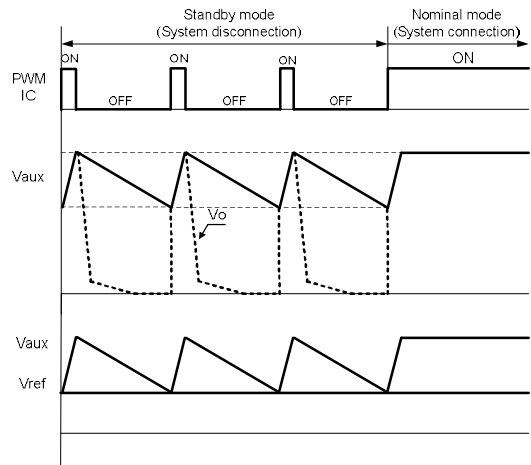 Standby mode
(System disconnection)
Nominal mode
(System connection)
ON
ON
ON
ON
PWM
IC
OFF
OFF
OFF
Vaux
Vo
Vaux
Vref